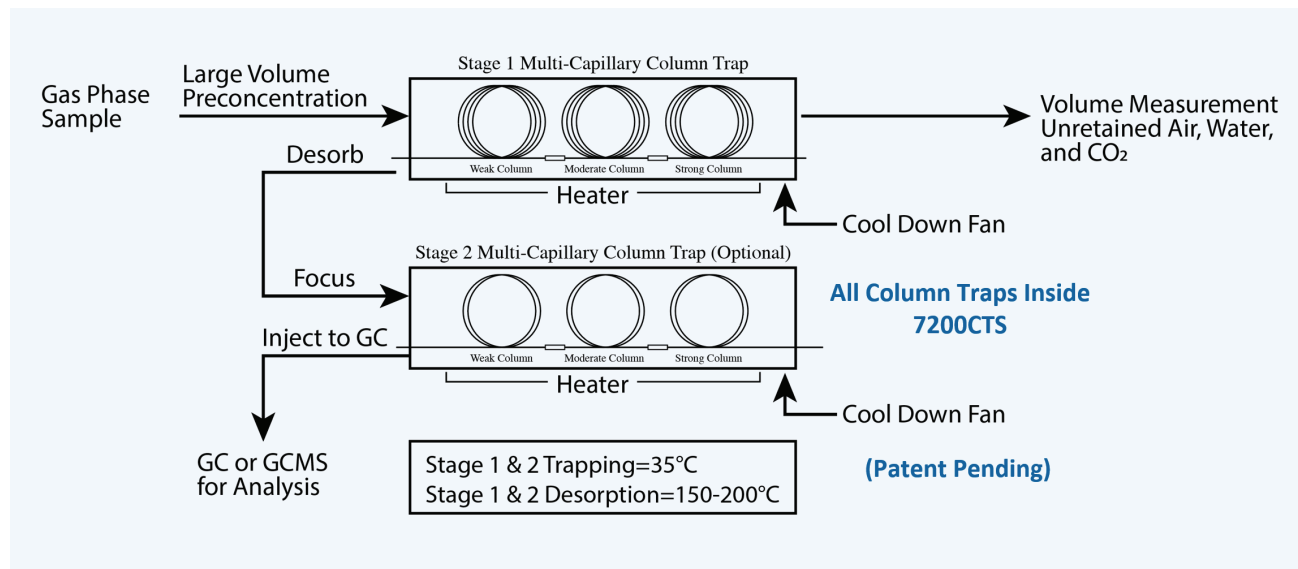 Stage 1 Multi-Capillary Column Trap
Gas Phase
Sample
Large Volume
Preconcentration
Volume Measurement
Unretained Air, Water,
and CO₂
Desorb
Weak Column
Moderate Column
Strong Column
Heater
Cool Down Fan
Stage 2 Multi-Capillary Column Trap (Optional)
Focus
All Column Traps Inside
7200CTS
Inject to GC
Weak Column
Moderate Column
Strong Column
Heater
Cool Down Fan
GC or GCMS
for Analysis
Stage 1 & 2 Trapping=35°C
Stage 1 & 2 Desorption=150-200°C
(Patent Pending)